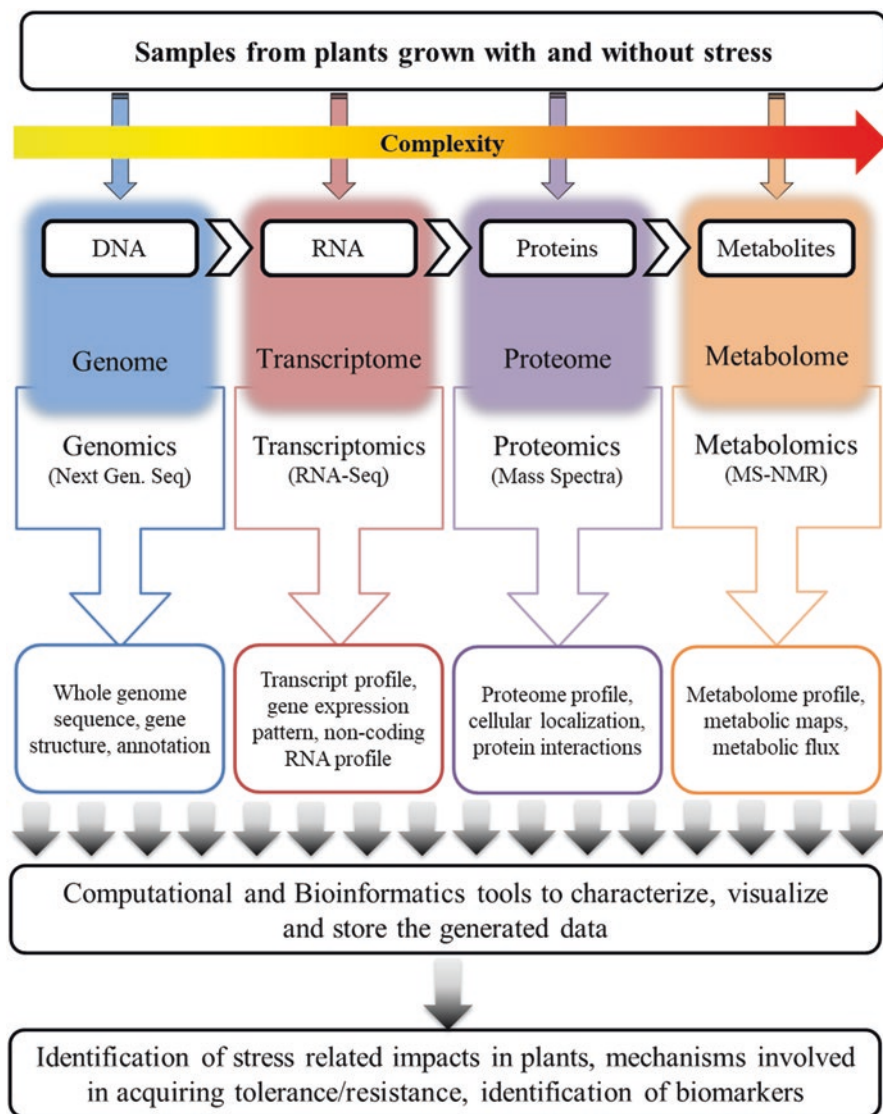 Samples from plants grown with and without stress
Complexity
DNA
RNA
Proteins
Metabolites
Genome
Transcriptome
Proteome
Metabolome
Genomics
(Next Gen. Seq)
Transcriptomics
(RNA-Seq)
Proteomics
(Mass Spectra)
Metabolomics
(MS-NMR)
Whole genome
sequence, gene
structure, annotation
Transcript profile,
gene expression
pattern, non-coding
RNA profile
Proteome profile,
cellular localization,
protein interactions
Metabolome profile,
metabolic maps,
metabolic flux
Computational and Bioinformatics tools to characterize, visualize
and store the generated data
Identification of stress related impacts in plants, mechanisms involved
in acquiring tolerance/resistance, identification of biomarkers